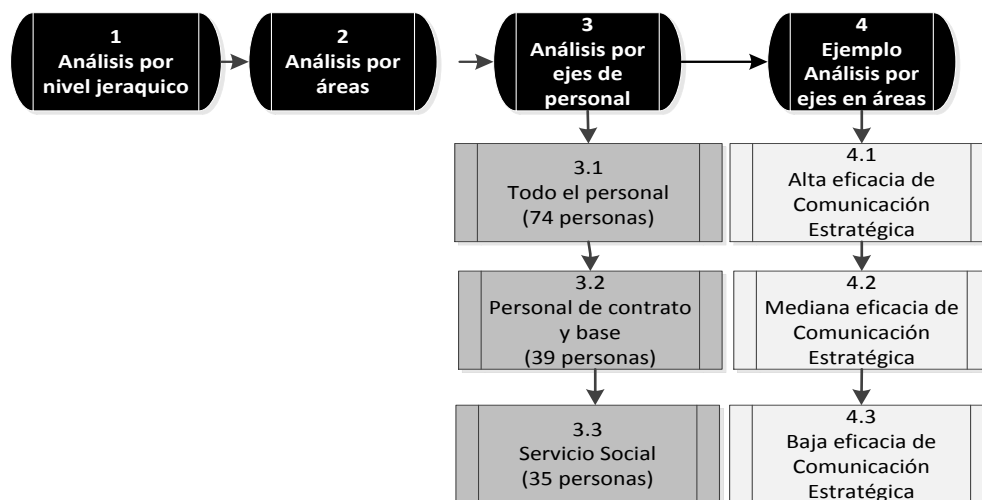 1
Análisis por
nivel jeraquico
2
Análisis por
áreas
3
Análisis por
ejes de
personal
4
Ejemplo
Análisis por
ejes en áreas
3.1
Todo el personal
(74 personas)
4.1
Alta eficacia de
Comunicación
Estratégica
3.2
Personal de contrato
y base
(39 personas)
4.2
Mediana eficacia de
Comunicación
Estratégica
3.3
Servicio Social
(35 personas)
4.3
Baja eficacia de
Comunicación
Estratégica